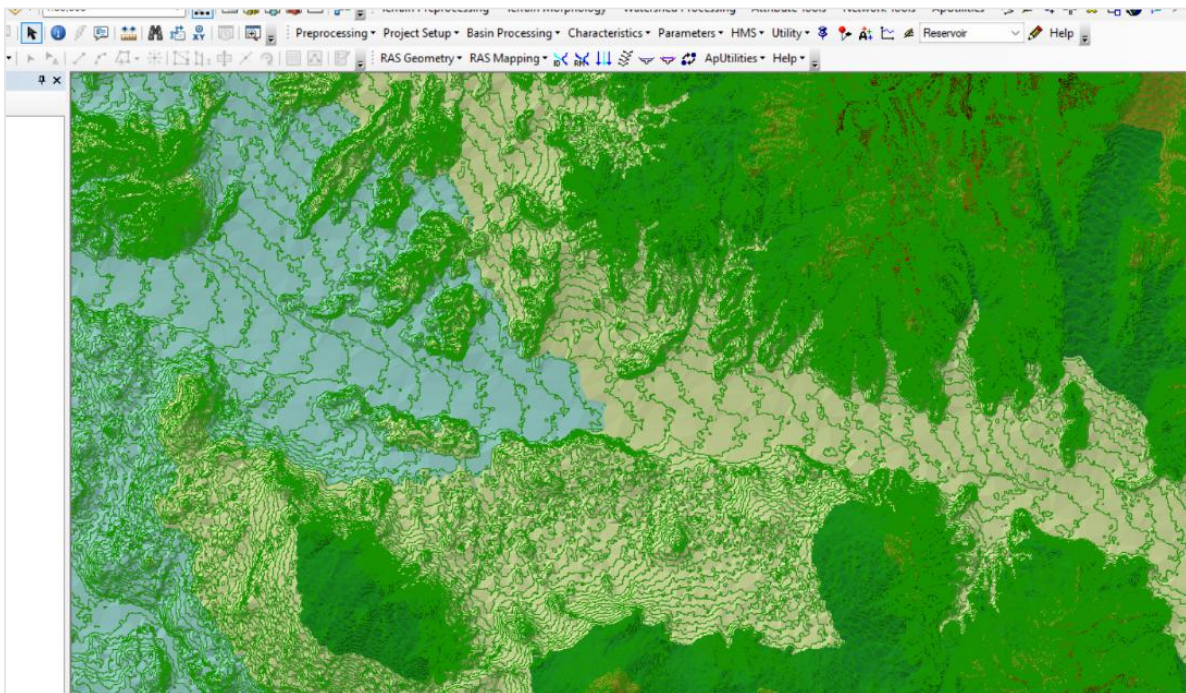 Terrain Preprocessing Terrain Morphology Watershed Processing Attribute Tools Network Tools ApUtilities
Preprocessing Project Setup Basin Processing Characteristics Parameters HMS Utility Reservoir Help
RAS Geometry RAS Mapping ApUtilities Help